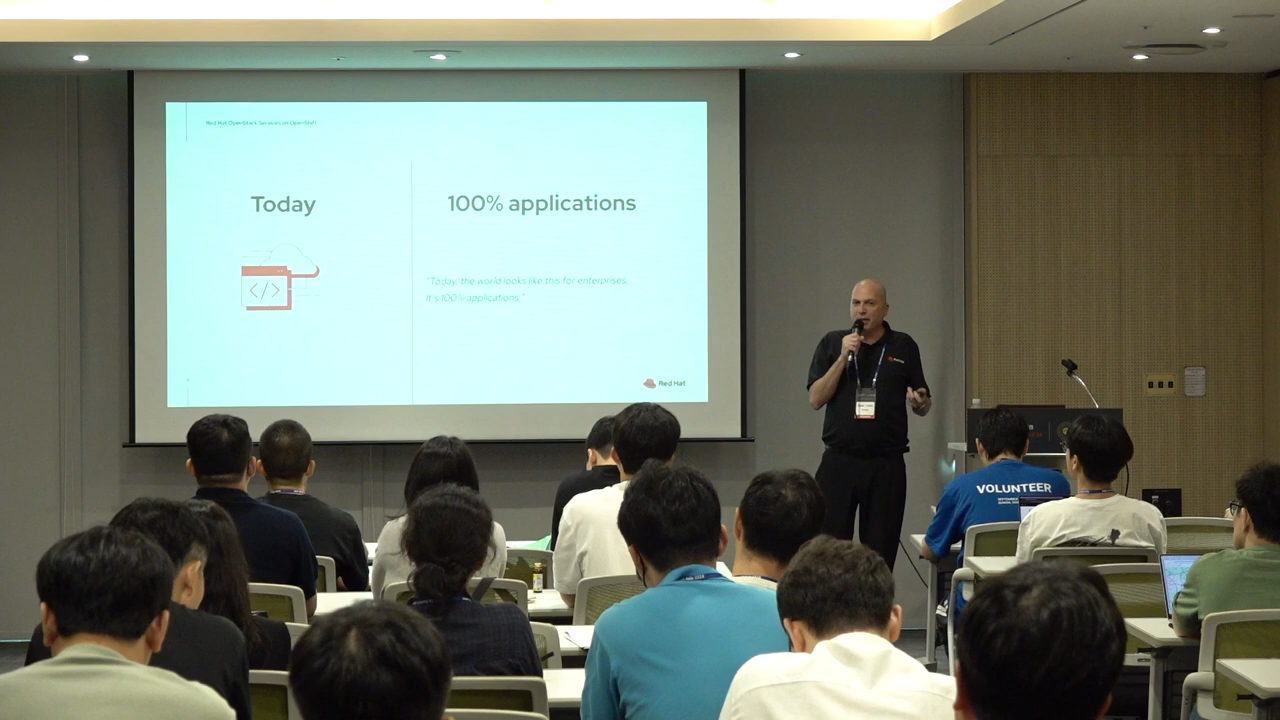 Red Hat OpenStack Services on OpenShift
Today
100% applications
"Today, the world looks like this for enterprises.
It's 100% applications."
Red Hat
VOLUNTEER